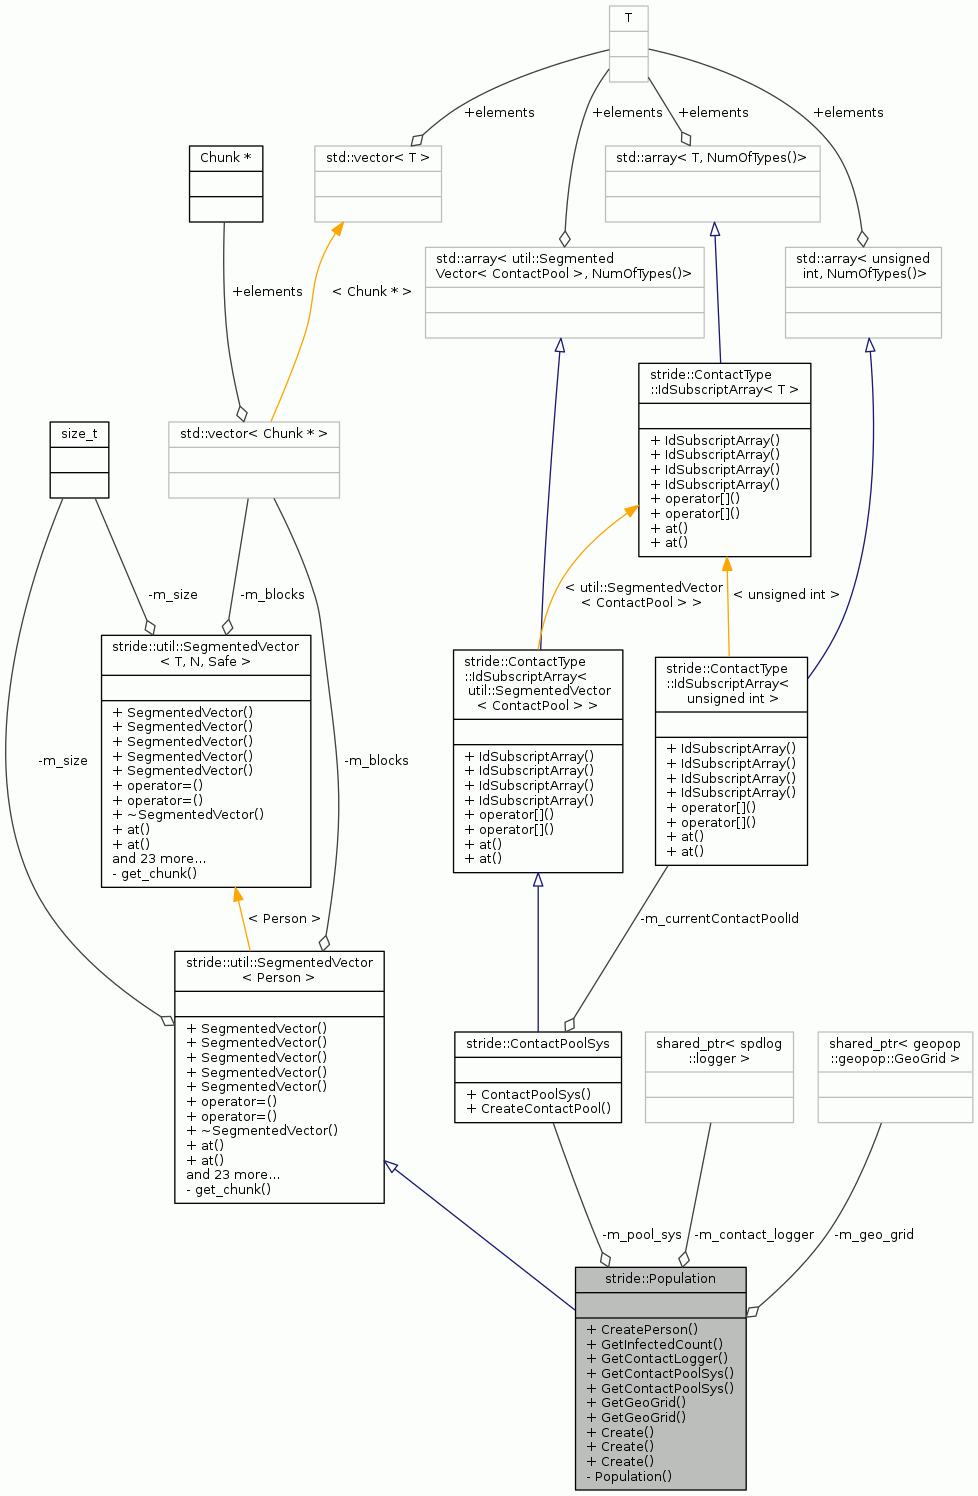 T
+elements
+elements
+elements
+elements
Chunk *
std::vector< T >
std::array< T, NumOfTypes()>
std::array< util::Segmented
Vector< ContactPool >, NumOfTypes()>
std::array< unsigned
int, NumOfTypes()>
+elements
< Chunk * >
stride::ContactType
::IdSubscriptArray< T >
+ IdSubscriptArray()
+ IdSubscriptArray()
+ IdSubscriptArray()
+ IdSubscriptArray()
+ operator[]()
+ operator[]()
+ at()
+ at()
size_t
std::vector< Chunk * >
-m_size
-m_blocks
< util::SegmentedVector
< ContactPool > >
< unsigned int >
stride::util::SegmentedVector
< T, N, Safe >
+ SegmentedVector()
+ SegmentedVector()
+ SegmentedVector()
+ SegmentedVector()
+ SegmentedVector()
+ operator=()
+ operator=()
+ ~SegmentedVector()
+ at()
+ at()
and 23 more...
- get_chunk()
stride::ContactType
::IdSubscriptArray<
util::SegmentedVector
< ContactPool > >
+ IdSubscriptArray()
+ IdSubscriptArray()
+ IdSubscriptArray()
+ IdSubscriptArray()
+ operator[]()
+ operator[]()
+ at()
+ at()
stride::ContactType
::IdSubscriptArray<
unsigned int >
+ IdSubscriptArray()
+ IdSubscriptArray()
+ IdSubscriptArray()
+ IdSubscriptArray()
+ operator[]()
+ operator[]()
+ at()
+ at()
-m_size
-m_blocks
< Person >
-m_currentContactPoolId
stride::util::SegmentedVector
< Person >
+ SegmentedVector()
+ SegmentedVector()
+ SegmentedVector()
+ SegmentedVector()
+ SegmentedVector()
+ operator=()
+ operator=()
+ ~SegmentedVector()
+ at()
+ at()
and 23 more...
- get_chunk()
stride::ContactPoolSys
+ ContactPoolSys()
+ CreateContactPool()
shared_ptr< spdlog
::logger >
shared_ptr< geopop
::geopop::GeoGrid >
-m_pool_sys
-m_contact_logger
-m_geo_grid
stride::Population
+ CreatePerson()
+ GetInfectedCount()
+ GetContactLogger()
+ GetContactPoolSys()
+ GetContactPoolSys()
+ GetGeoGrid()
+ GetGeoGrid()
+ Create()
+ Create()
+ Create()
- Population()